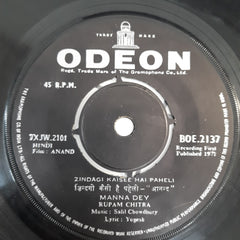 TRADE MARK
ODEON
Regd. Trade Mark of The Gramophone Co. Ltd.
45 R.P.M.
7XJW.2101
HINDI
Film : ANAND
BOE.2137
Recording First
Published 1971
ZINDAGI KAISEE HAI PAHELI
ज़िन्दगी कैसी है पहेली - "आनन्द"
MANNA DEY
RUPAM CHITRA
Music : Salil Chowdhury
Lyric : Yogesh